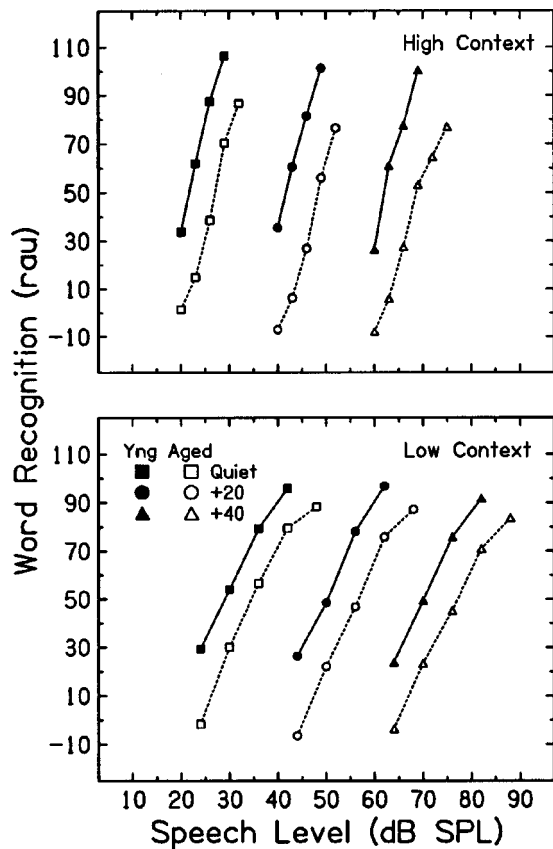 High Context
110
90
70
50
30
10
-10
Word Recognition (rau)
Low Context
Yng Aged
Quiet
+20
+40
110
90
70
50
30
10
-10
10 20 30 40 50 60 70 80 90
Speech Level (dB SPL)